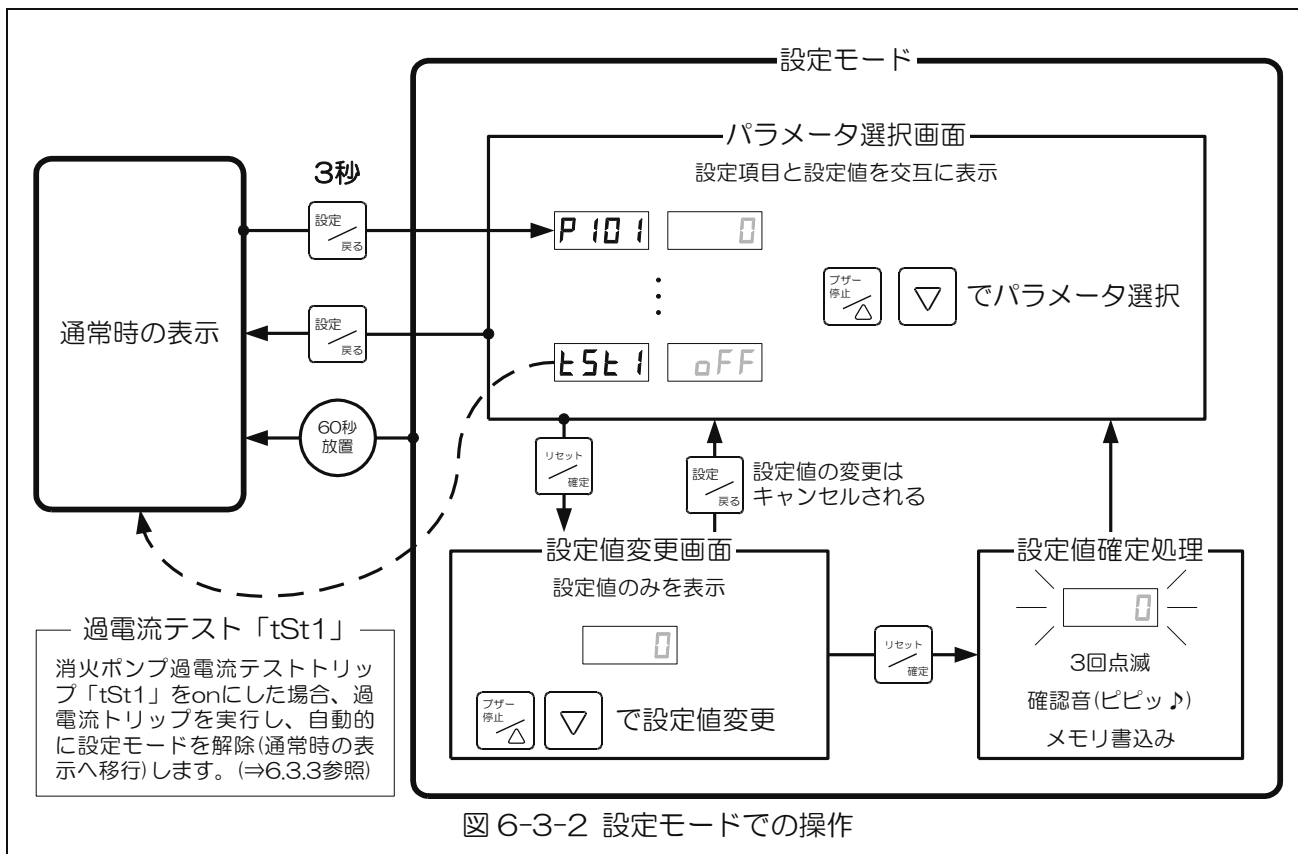 設定モード
パラメータ選択画面
設定項目と設定値を交互に表示
3秒
設定
戻る
P101
0
ブザー
停止
でパラメータ選択
通常時の表示
設定
戻る
tSt1
oFF
60秒
放置
リセット
確定
設定
戻る
設定値の変更は
キャンセルされる
設定値変更画面
設定値のみを表示
0
ブザー
停止
で設定値変更
リセット
確定
設定値確定処理
0
3回点滅
確認音(ピピッ♪)
メモリ書込み
過電流テスト「tSt1」
消火ポンプ過電流テストトリッ
プ「tSt1」をonにした場合、過
電流トリップを実行し、自動的
に設定モードを解除(通常時の表
示へ移行)します。(⇒6.3.3参照)
図 6-3-2 設定モードでの操作